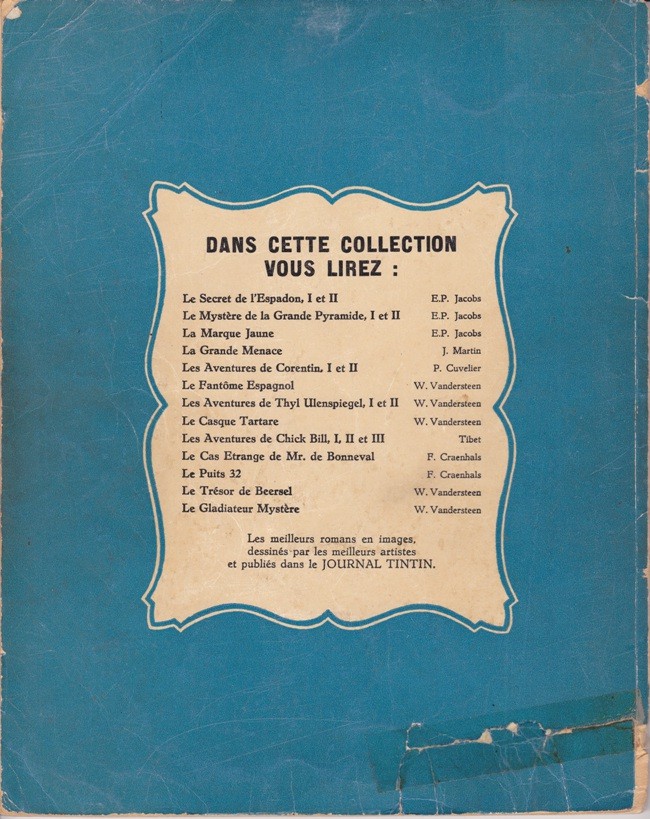 DANS CETTE COLLECTION
VOUS LIREZ :
Le Secret de l'Espadon, I et II E.P. Jacobs
Le Mystère de la Grande Pyramide, I et II E.P. Jacobs
La Marque Jaune E.P. Jacobs
La Grande Menace J. Martin
Les Aventures de Corentin, I et II P. Cuvelier
Le Fantôme Espagnol W. Vandersteen
Les Aventures de Thyl Ulenspiegel, I et II W. Vandersteen
Le Casque Tartare W. Vandersteen
Les Aventures de Chick Bill, I, II et III Tibet
Le Cas Etrange de Mr. de Bonneval F. Craenhals
Le Puits 32 F. Craenhals
Le Trésor de Beersel W. Vandersteen
Le Gladiateur Mystère W. Vandersteen
Les meilleurs romans en images,
dessinés par les meilleurs artistes
et publiés dans le JOURNAL TINTIN.